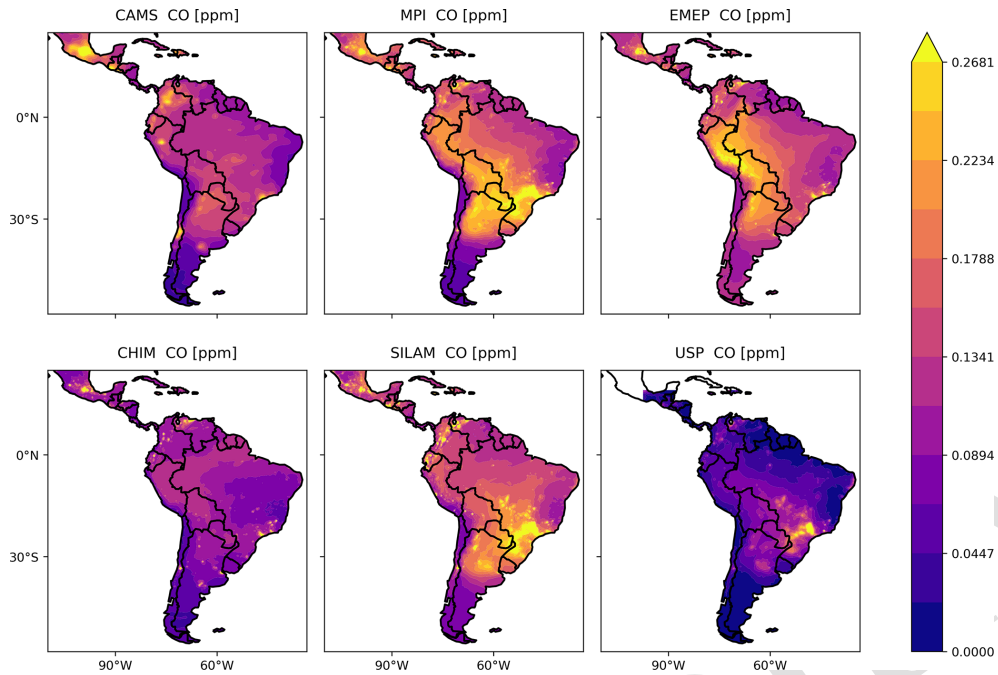 CAMS CO [ppm]
MPI CO [ppm]
EMEP CO [ppm]
0°N
30°S
CHIM CO [ppm]
SILAM CO [ppm]
USP CO [ppm]
0°N
30°S
90°W
60°W
90°W
60°W
90°W
60°W
0.2681
0.2234
0.1788
0.1341
0.0894
0.0447
0.0000